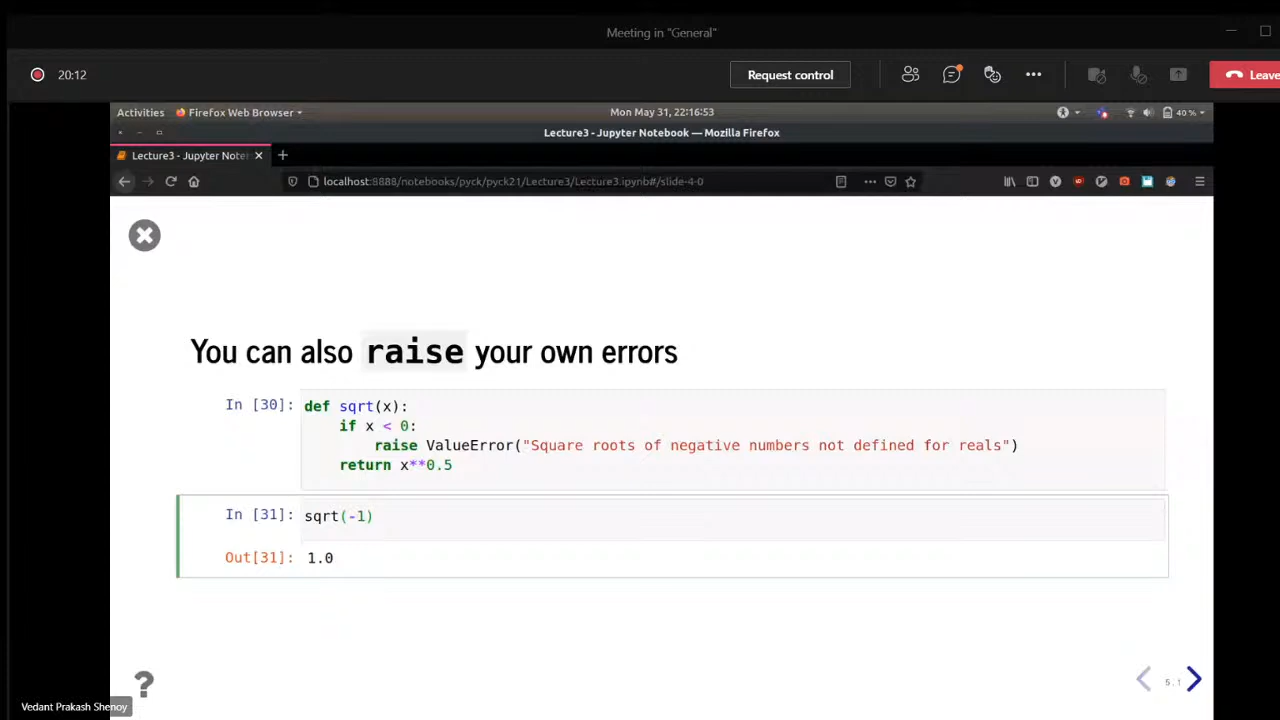 Meeting in "General"
20:12
Request control
Leave
Activities Firefox Web Browser
Mon May 31, 22:16:53
40 %
Lecture3 - Jupyter Notebook — Mozilla Firefox
Lecture3 - Jupyter Note
localhost:8888/notebooks/pyck/pyck21/Lecture3/Lecture3.ipynb#/slide-4-0
You can also raise your own errors
In [30]: def sqrt(x):
if x < 0:
raise ValueError("Square roots of negative numbers not defined for reals")
return x**0.5
In [31]: sqrt(-1)
Out[31]: 1.0
5.1
?
Vedant Prakash Shenoy